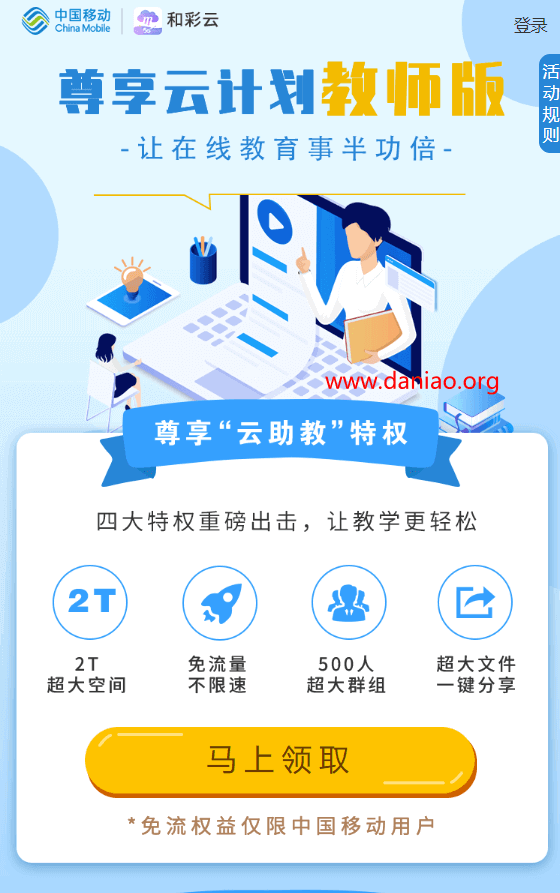 中国移动
China Mobile
5G
和彩云
登录
活动规则
尊享云计划教师版
-让在线教育事半功倍-
www.daniao.org
尊享“云助教”特权
四大特权重磅出击，让教学更轻松
2T
2T
超大空间
免流量
不限速
500人
超大群组
超大文件
一键分享
马上领取
*免流权益仅限中国移动用户